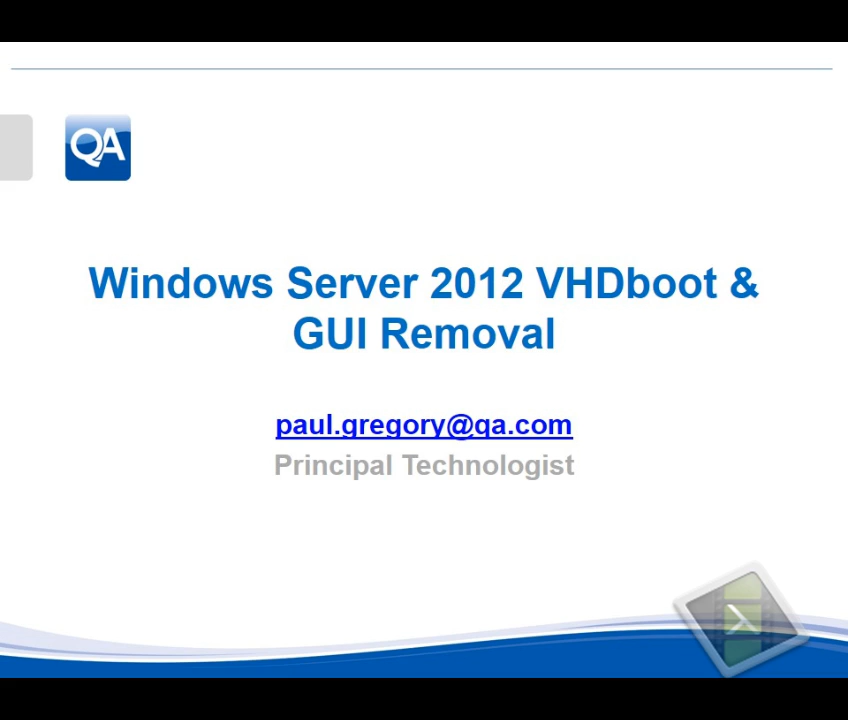 QA
Windows Server 2012 VHDboot &
GUI Removal
paul.gregory@qa.com
Principal Technologist